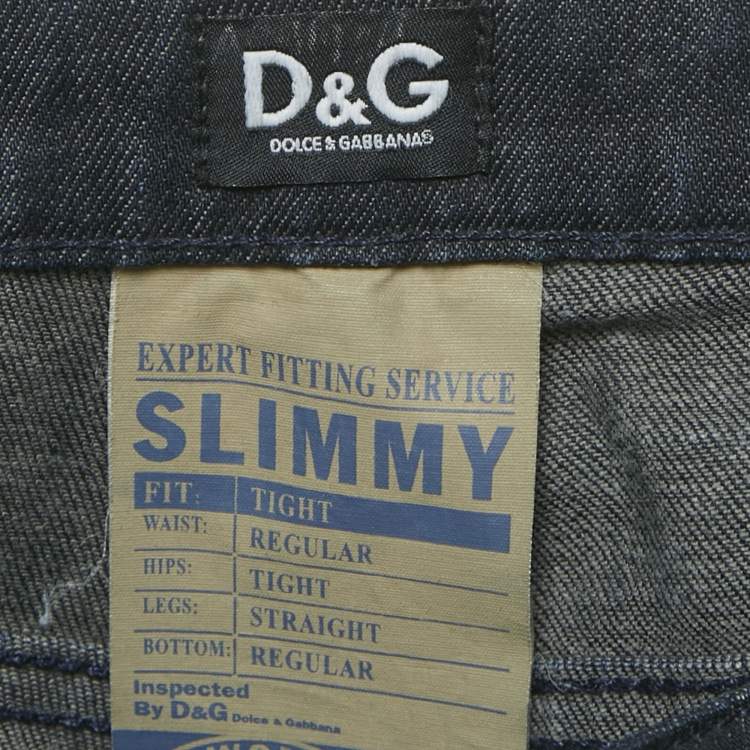 D&G
DOLCE & GABBANA®
EXPERT FITTING SERVICE
SLIMMY
FIT: TIGHT
WAIST: REGULAR
HIPS: TIGHT
LEGS: STRAIGHT
BOTTOM: REGULAR
Inspected
By D&G Dolce & Gabbana